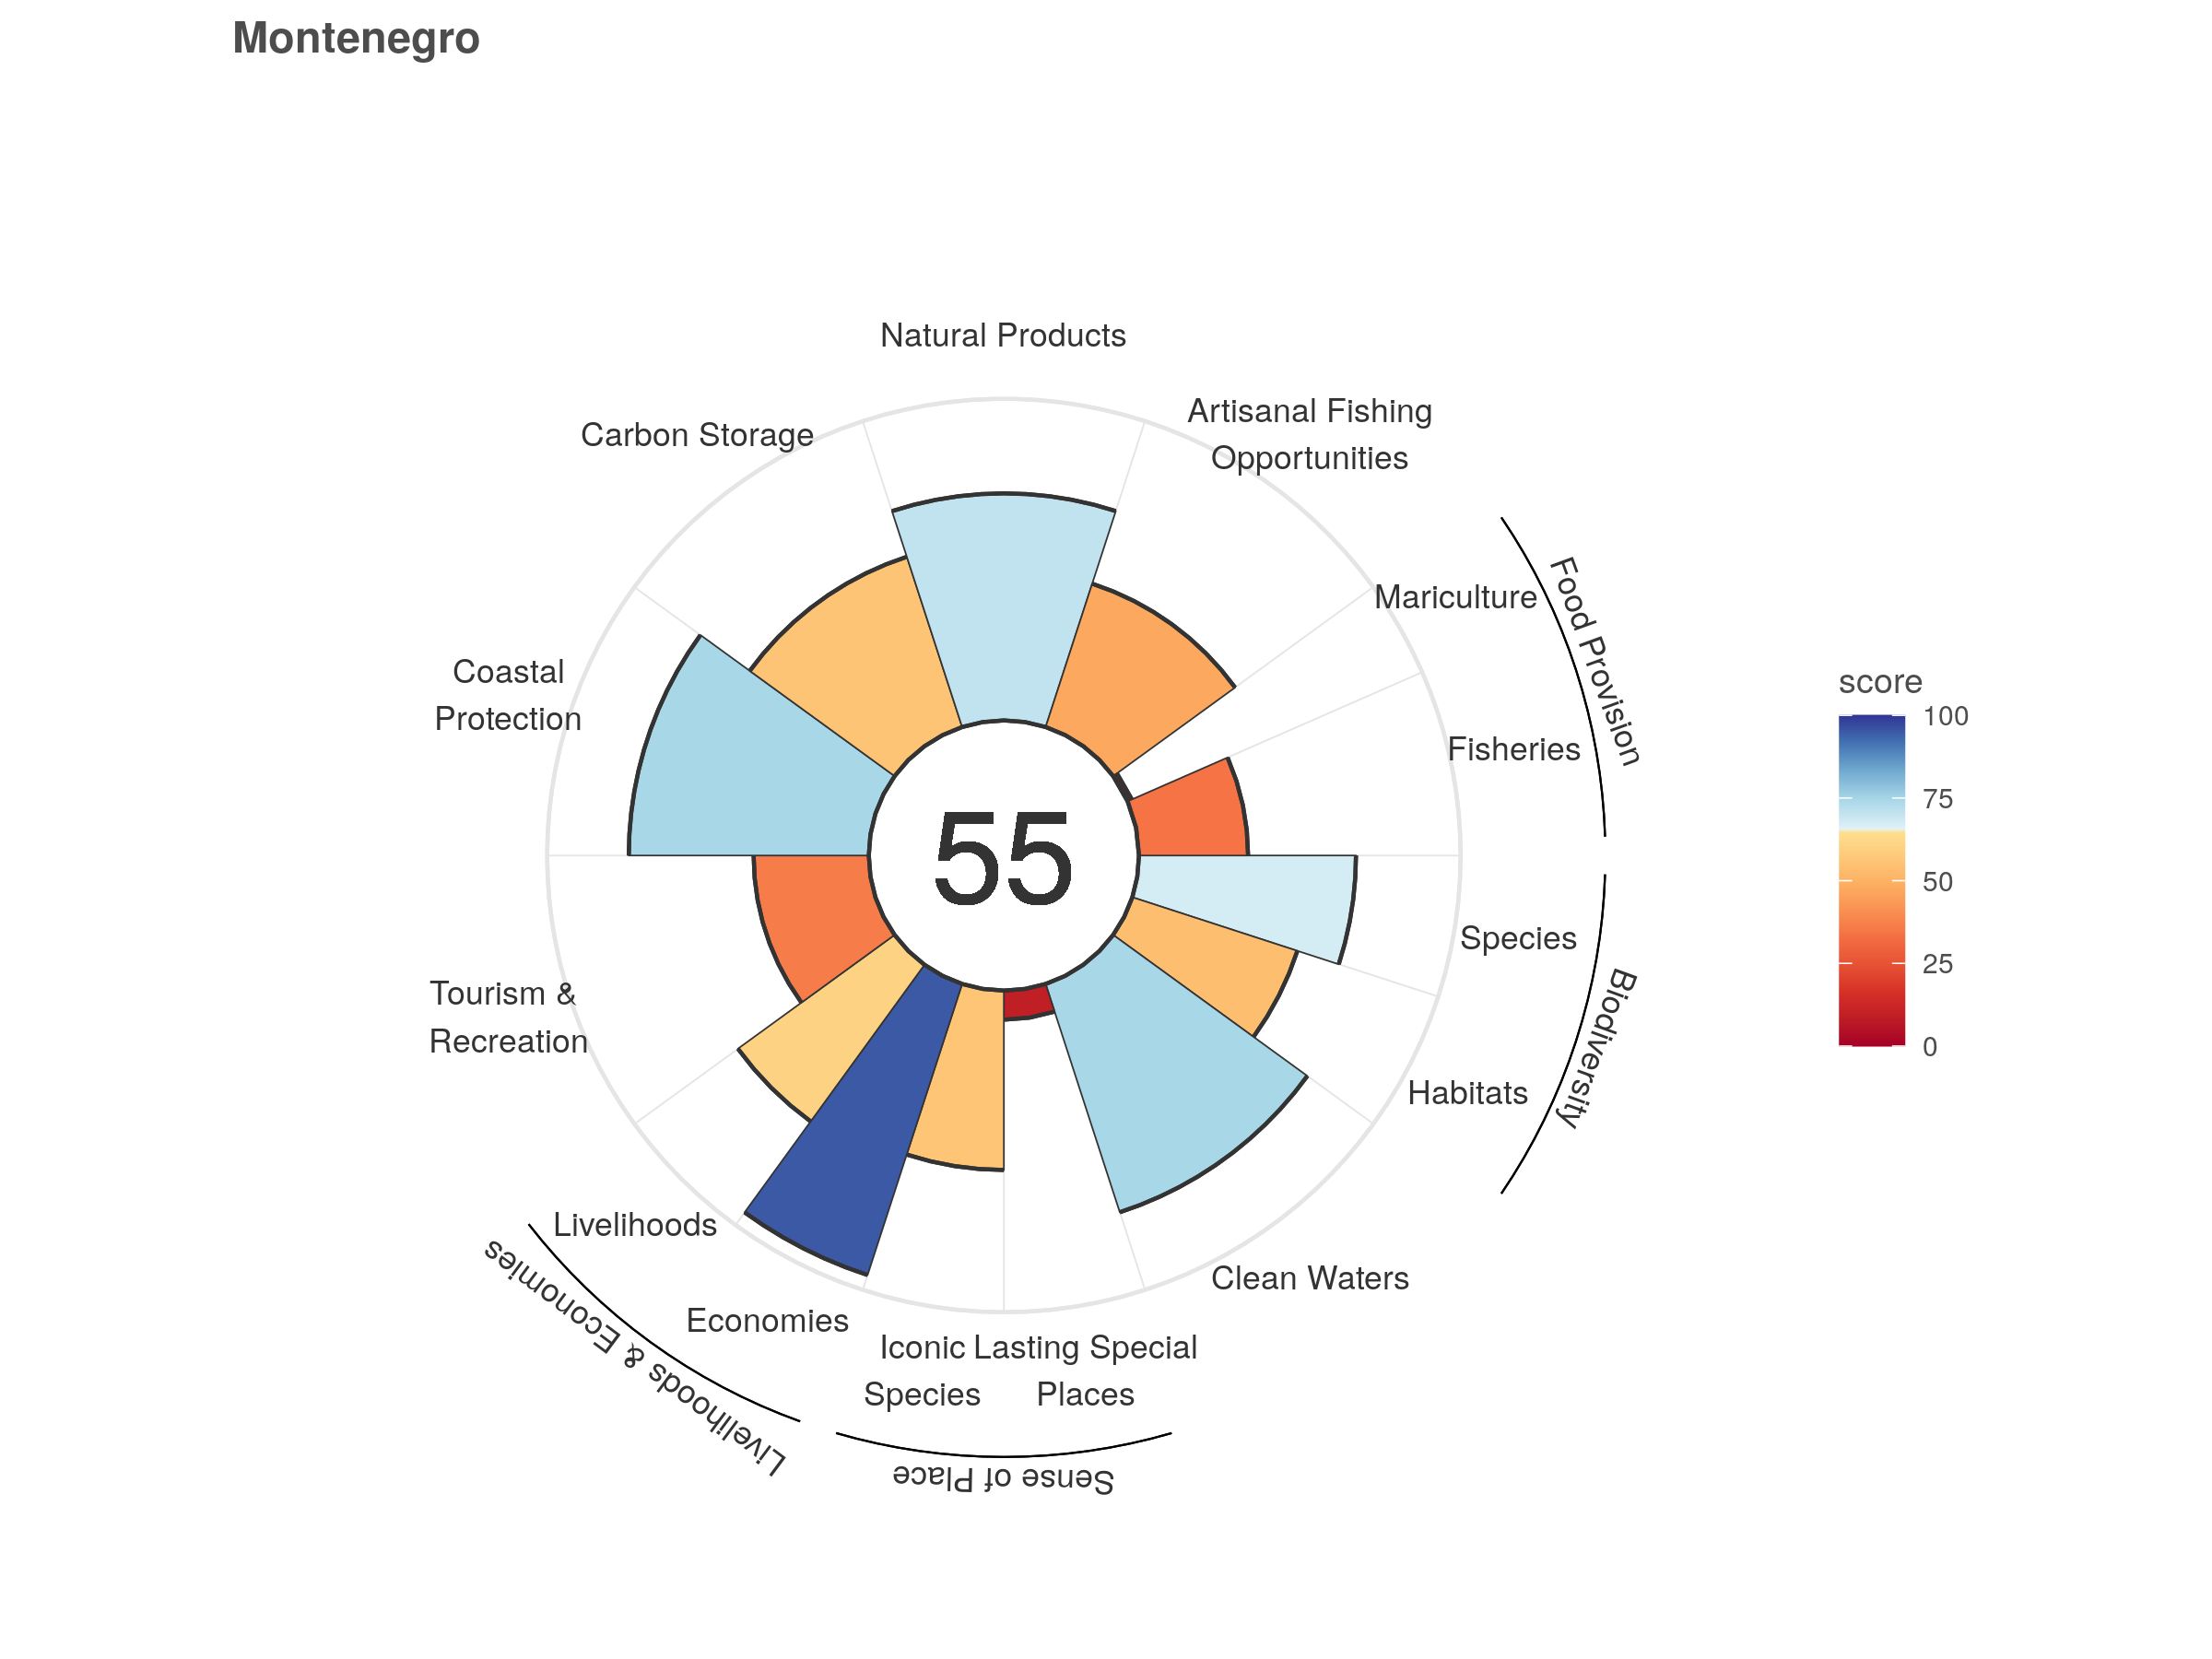 Montenegro
Natural Products
Artisanal Fishing
Opportunities
Carbon Storage
Mariculture
Food Provision
Coastal
Protection
Fisheries
score
100
75
50
25
0
55
Species
Biodiversity
Tourism &
Recreation
Habitats
Livelihoods
Clean Waters
Economies
Livelihoods & Economies
Iconic
Species
Lasting Special
Places
Sense of Place